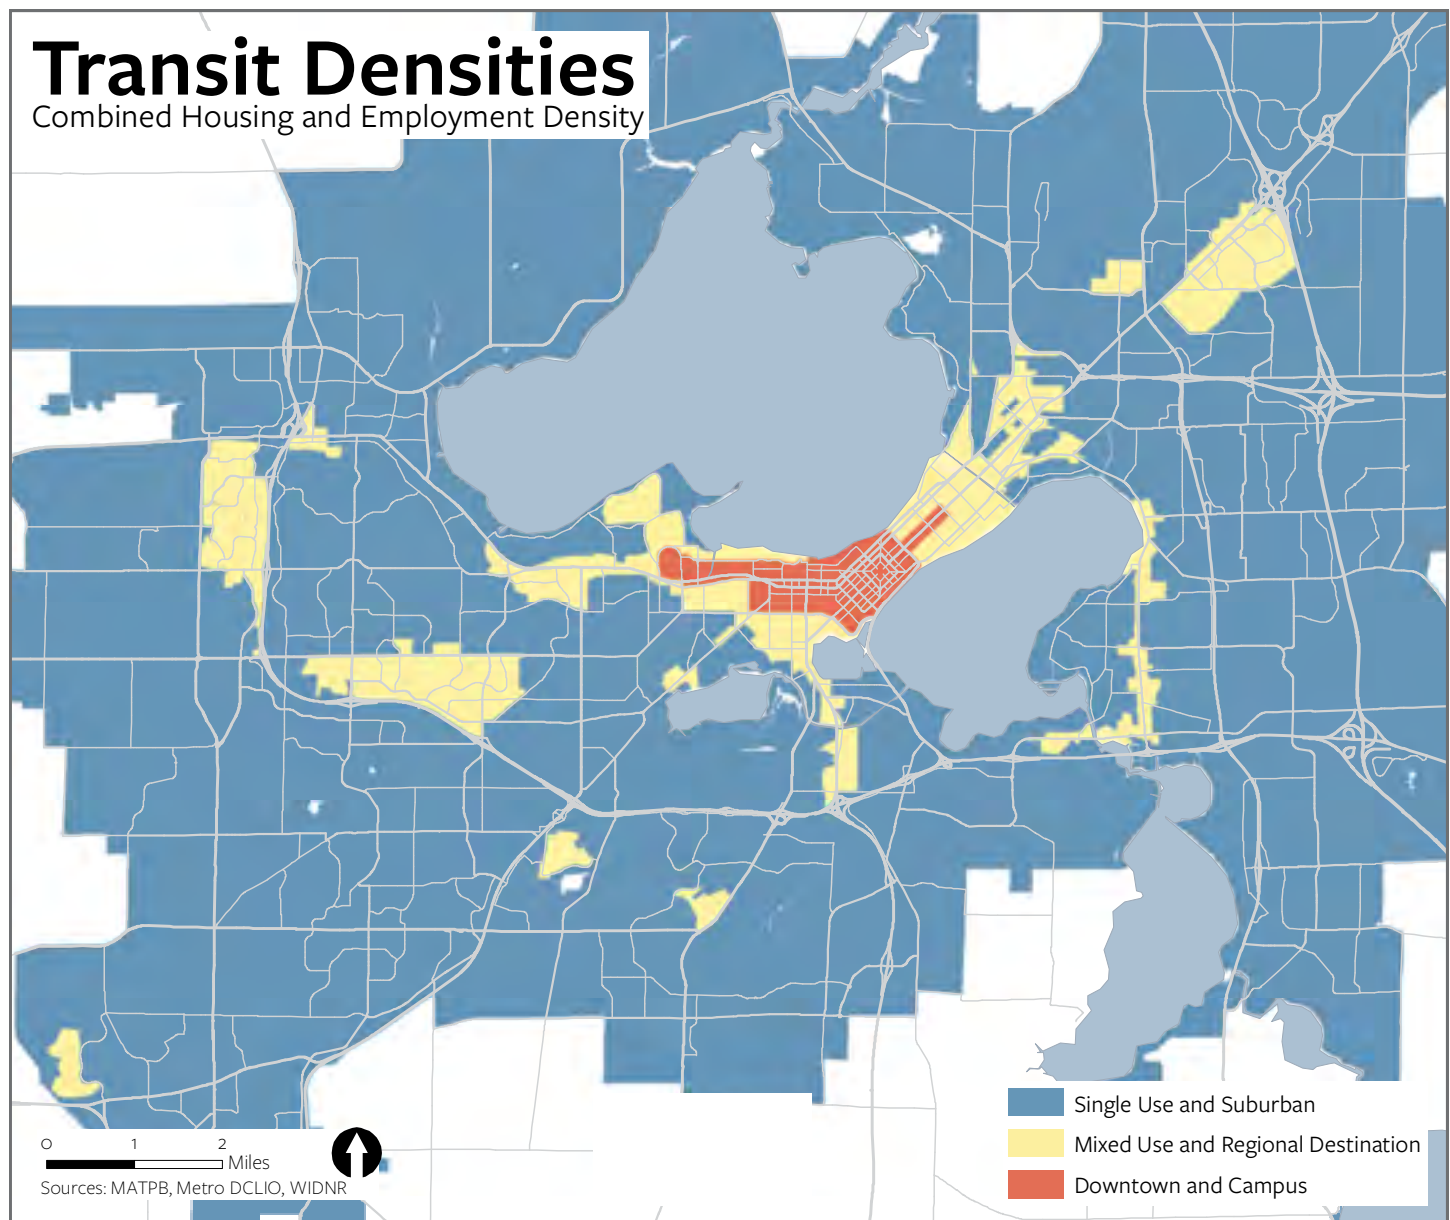 Transit Densities
Combined Housing and Employment Density
Single Use and Suburban
Mixed Use and Regional Destination
Downtown and Campus
0 1 2
Miles
Sources: MATPB, Metro DCLIO, WIDNR